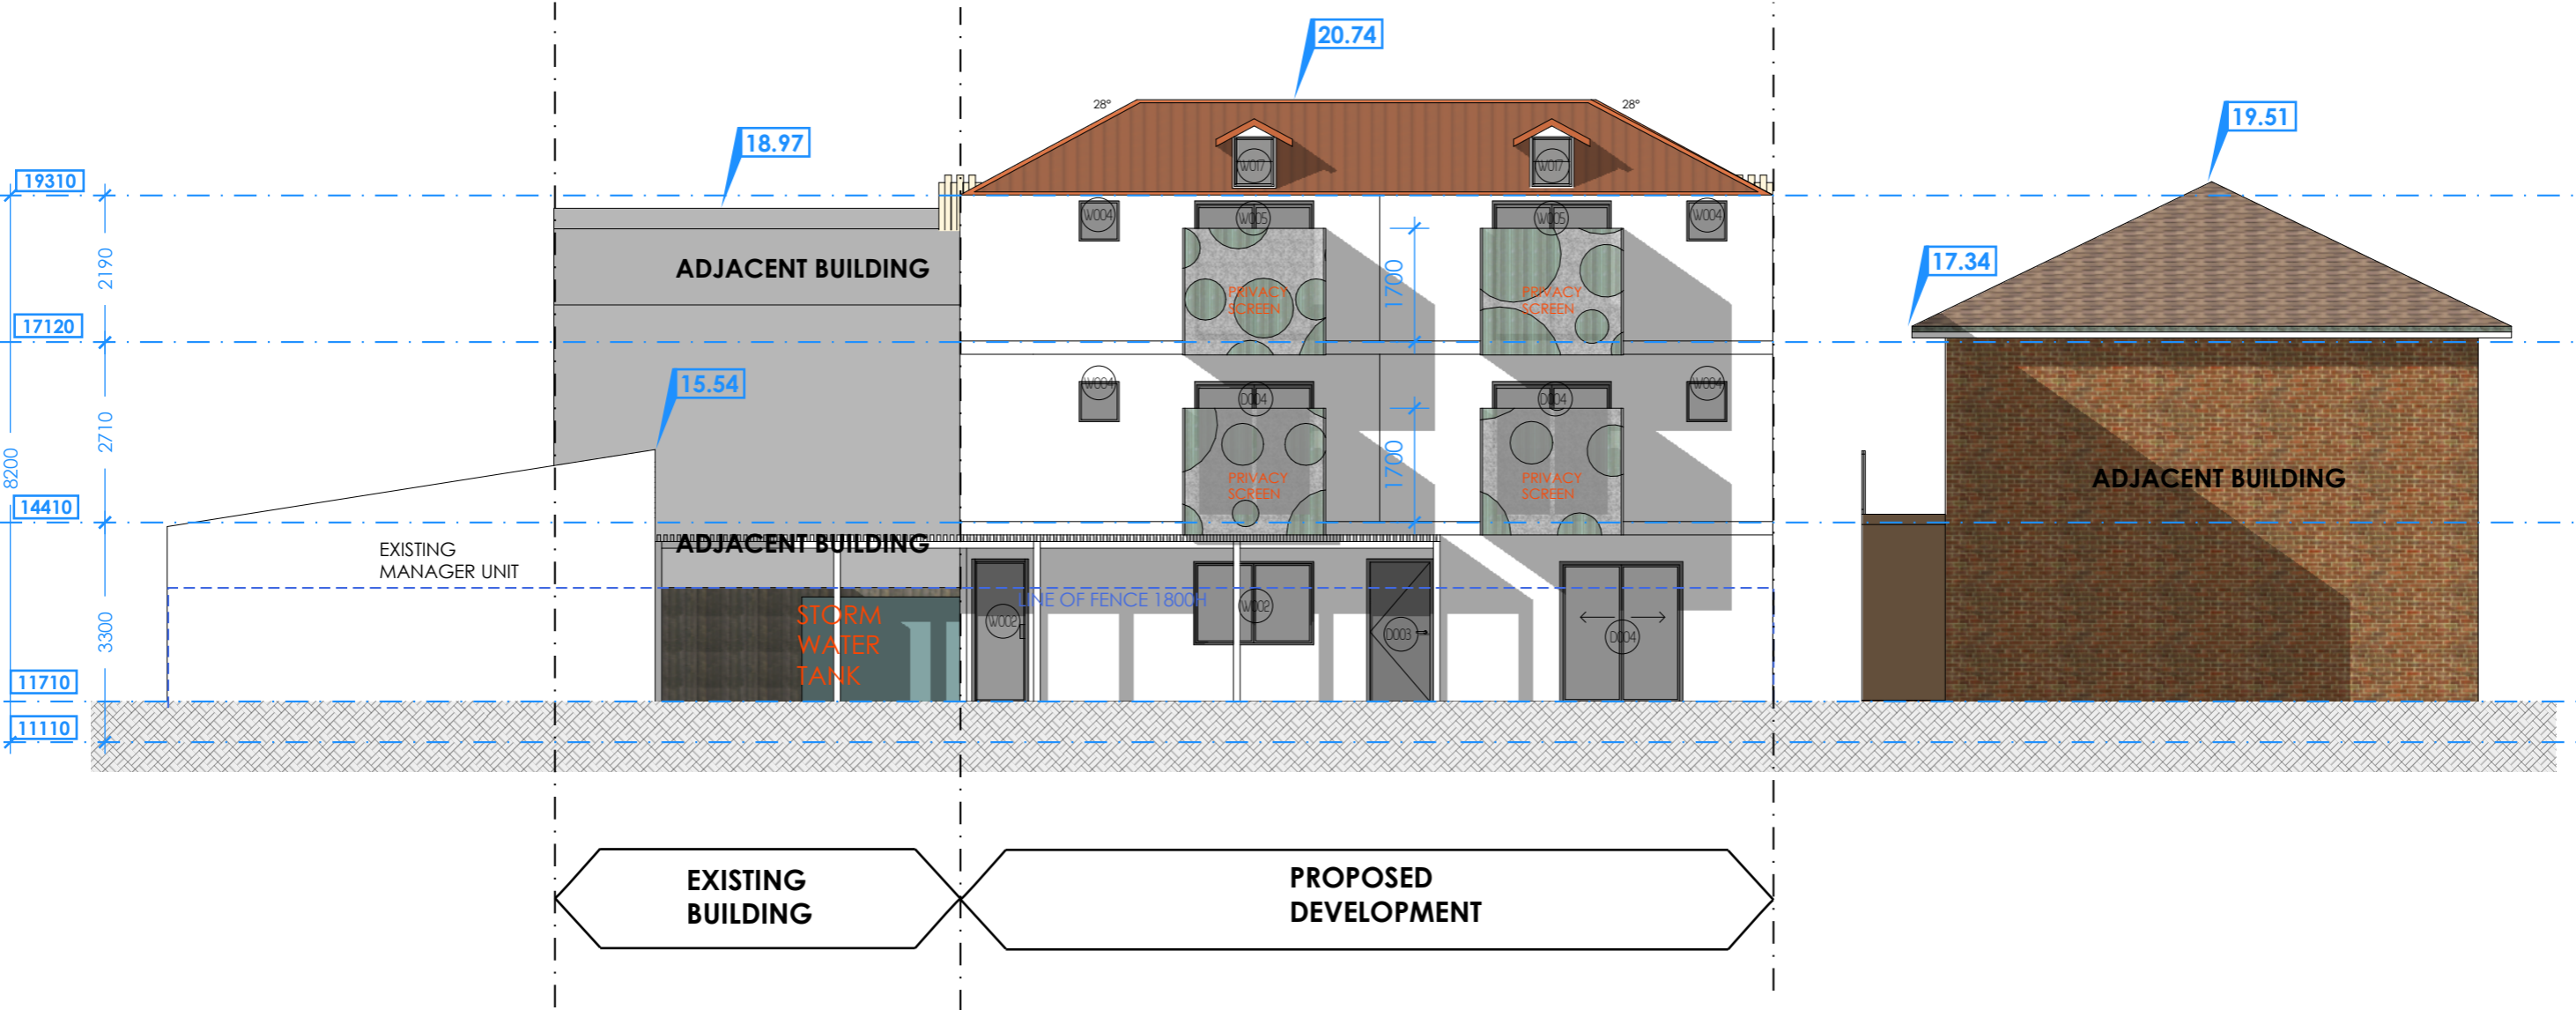 20.74
28°
28°
19.51
18.97
W017
W017
19310
W004
W005
W005
W004
17.34
ADJACENT BUILDING
2190
1700
PRIVACY
SCREEN
PRIVACY
SCREEN
17120
15.54
W004
D004
D004
W004
2710
8200
1700
PRIVACY
SCREEN
PRIVACY
SCREEN
ADJACENT BUILDING
14410
EXISTING
MANAGER UNIT
ADJACENT BUILDING
LINE OF FENCE 1800H
STORM
WATER
TANK
W002
W002
D003
D004
3300
11710
11110
EXISTING
BUILDING
PROPOSED
DEVELOPMENT